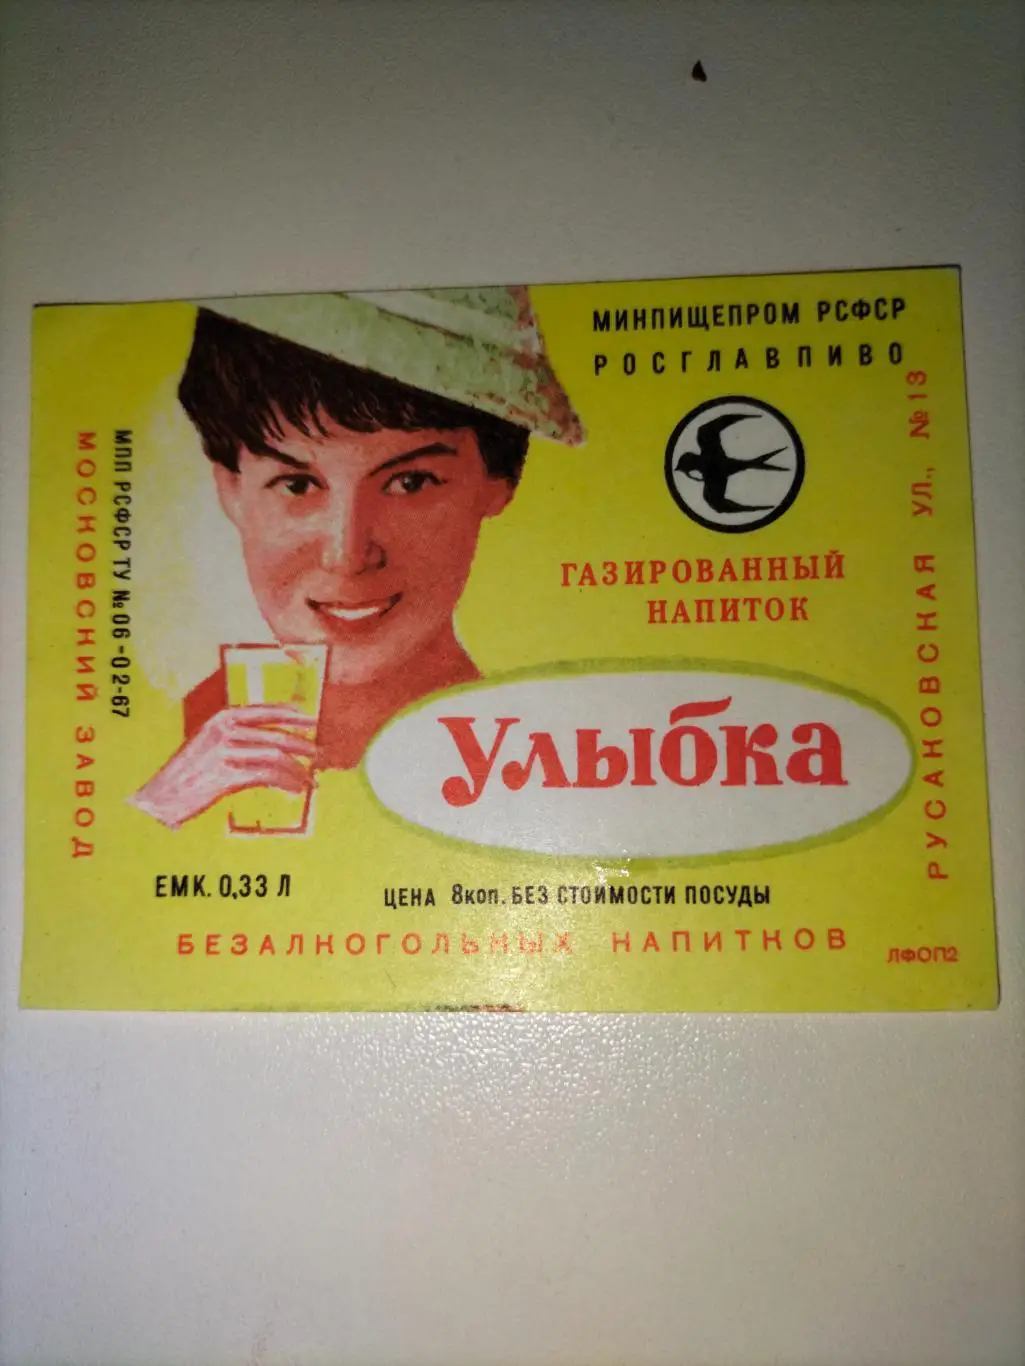 МИНПИЩЕПРОМ РСФСР
РОСГЛАВПИВО
ГАЗИРОВАННЫЙ
НАПИТОК
Улыбка
ЕМК. 0,33 Л
ЦЕНА 8коп. БЕЗ СТОИМОСТИ ПОСУДЫ
МПП РСФСР ТУ №06-02-67
МОСКОВСКИЙ ЗАВОД
БЕЗАЛКОГОЛЬНЫХ НАПИТКОВ
РУСАКОВСКАЯ УЛ., №13
ЛФОП2